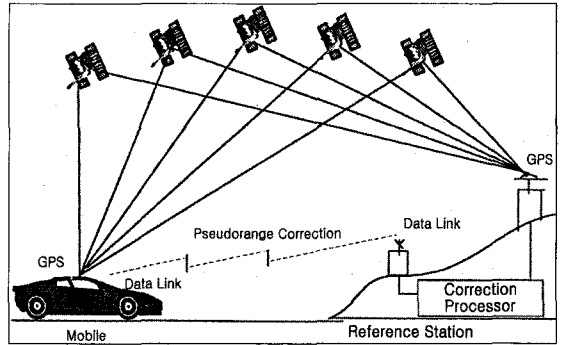 GPS
Data Link
Pseudorange Correction
GPS
Data Link
Correction
Processor
Mobile
Reference Station